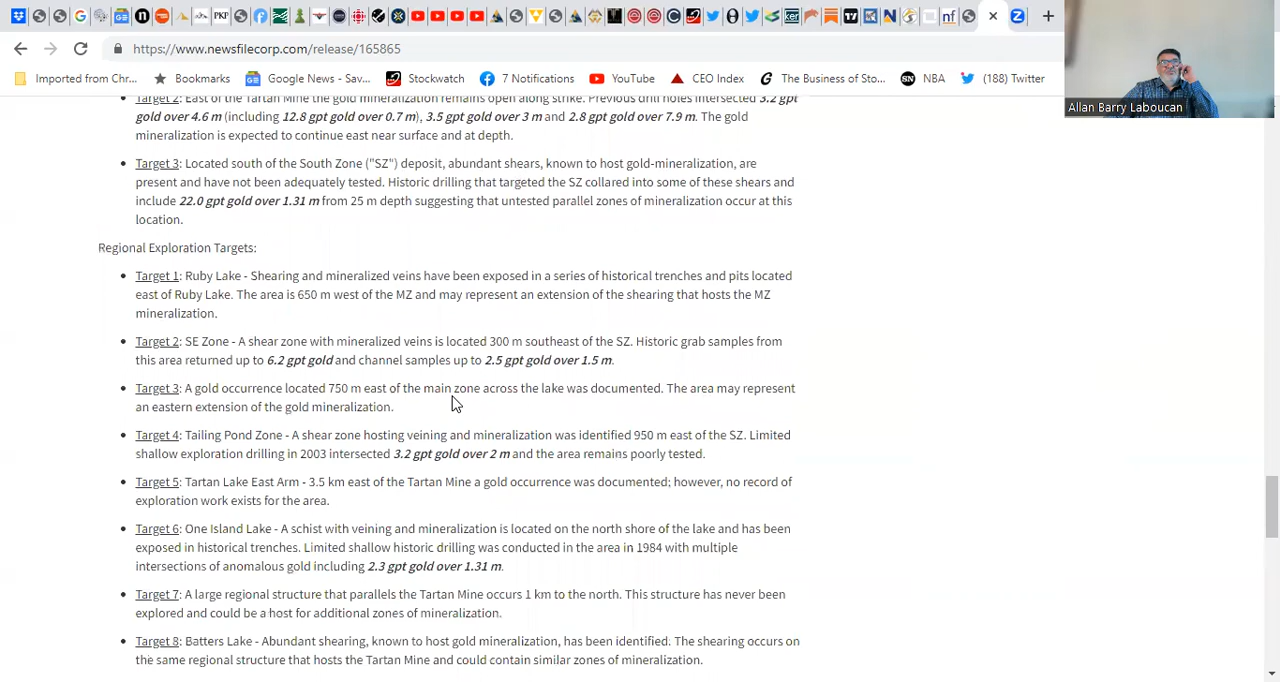 https://www.newsfilecorp.com/release/165865
Imported from Chr...
Bookmarks
Google News - Sav...
Stockwatch
7 Notifications
YouTube
CEO Index
The Business of Sto...
NBA
(188) Twitter
Allan Barry Laboucan
Target 2: East of the Tartan Mine the gold mineralization remains open along strike. Previous drill holes intersected 3.2 gpt
gold over 4.6 m (including 12.8 gpt gold over 0.7 m), 3.5 gpt gold over 3 m and 2.8 gpt gold over 7.9 m. The gold
mineralization is expected to continue east near surface and at depth.
Target 3: Located south of the South Zone ("SZ") deposit, abundant shears, known to host gold-mineralization, are
present and have not been adequately tested. Historic drilling that targeted the SZ collared into some of these shears and
include 22.0 gpt gold over 1.31 m from 25 m depth suggesting that untested parallel zones of mineralization occur at this
location.
Regional Exploration Targets:
Target 1: Ruby Lake - Shearing and mineralized veins have been exposed in a series of historical trenches and pits located
east of Ruby Lake. The area is 650 m west of the MZ and may represent an extension of the shearing that hosts the MZ
mineralization.
Target 2: SE Zone - A shear zone with mineralized veins is located 300 m southeast of the SZ. Historic grab samples from
this area returned up to 6.2 gpt gold and channel samples up to 2.5 gpt gold over 1.5 m.
Target 3: A gold occurrence located 750 m east of the main zone across the lake was documented. The area may represent
an eastern extension of the gold mineralization.
Target 4: Tailing Pond Zone - A shear zone hosting veining and mineralization was identified 950 m east of the SZ. Limited
shallow exploration drilling in 2003 intersected 3.2 gpt gold over 2 m and the area remains poorly tested.
Target 5: Tartan Lake East Arm - 3.5 km east of the Tartan Mine a gold occurrence was documented; however, no record of
exploration work exists for the area.
Target 6: One Island Lake - A schist with veining and mineralization is located on the north shore of the lake and has been
exposed in historical trenches. Limited shallow historic drilling was conducted in the area in 1984 with multiple
intersections of anomalous gold including 2.3 gpt gold over 1.31 m.
Target 7: A large regional structure that parallels the Tartan Mine occurs 1 km to the north. This structure has never been
explored and could be a host for additional zones of mineralization.
Target 8: Batters Lake - Abundant shearing, known to host gold mineralization, has been identified. The shearing occurs on
the same regional structure that hosts the Tartan Mine and could contain similar zones of mineralization.